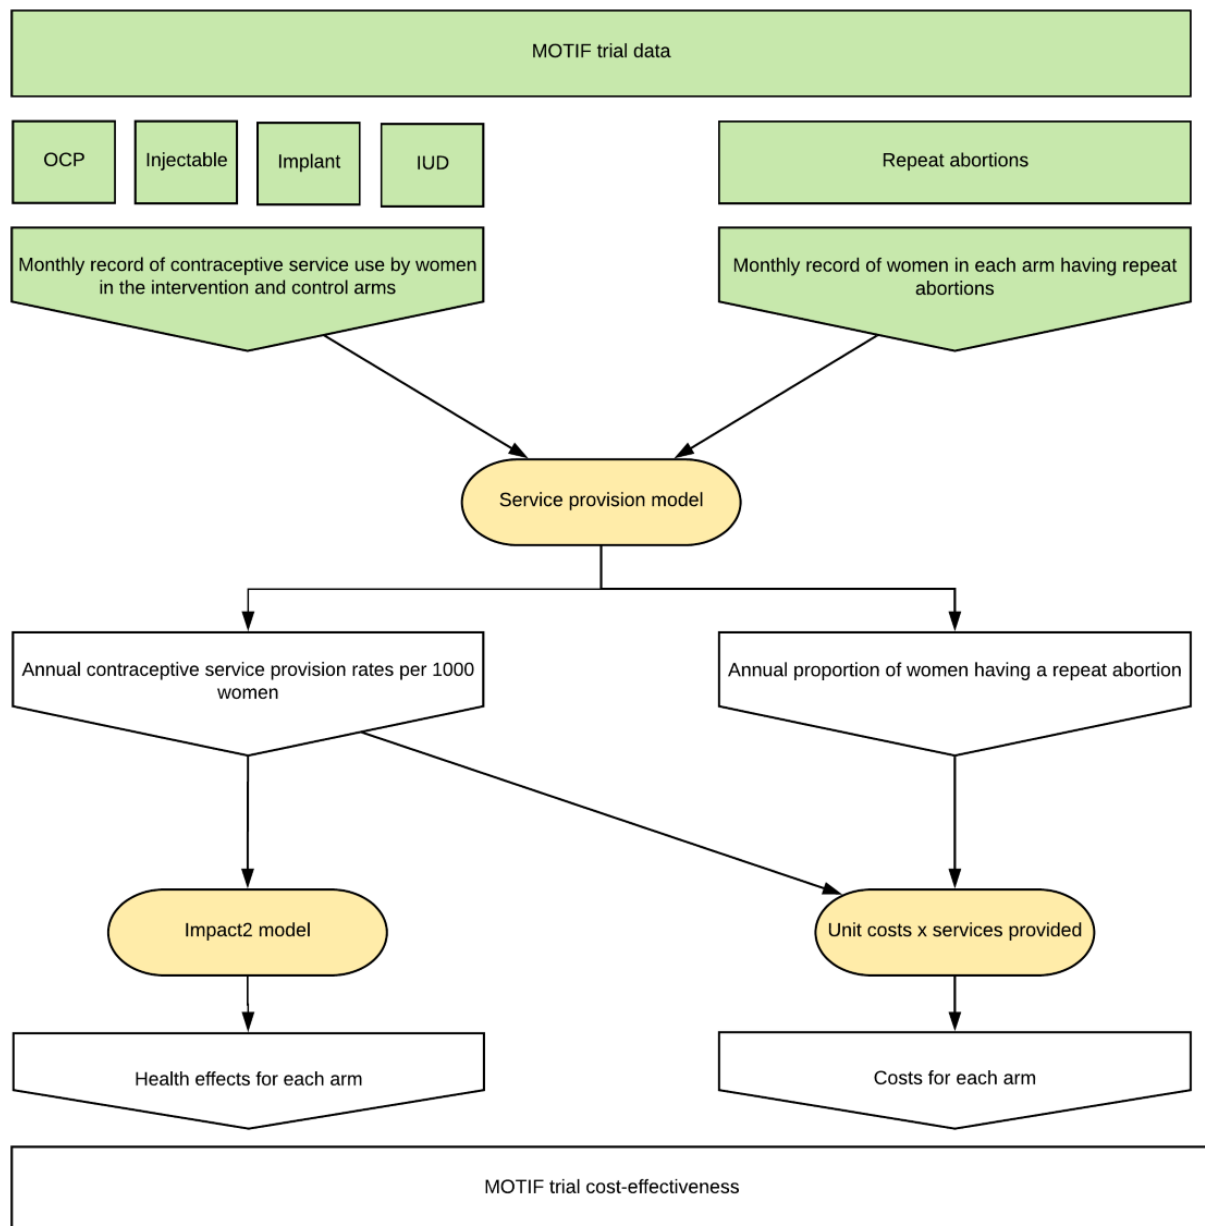 MOTIF trial data
OCP
Injectable
Implant
IUD
Repeat abortions
Monthly record of contraceptive service use by women
in the intervention and control arms
Monthly record of women in each arm having repeat
abortions
Service provision model
Annual contraceptive service provision rates per 1000
women
Annual proportion of women having a repeat abortion
Impact2 model
Unit costs x services provided
Health effects for each arm
Costs for each arm
MOTIF trial cost-effectiveness